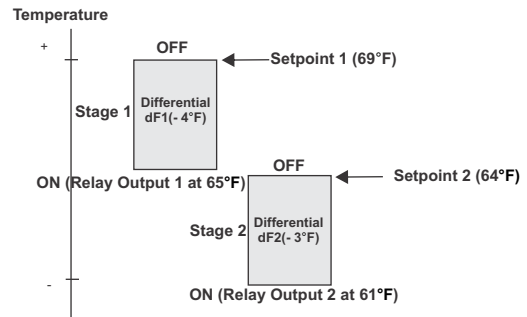 Temperature
+
OFF
Setpoint 1 (69°F)
Stage 1
Differential
dF1(- 4°F)
ON (Relay Output 1 at 65°F)
OFF
Setpoint 2 (64°F)
Stage 2
Differential
dF2(- 3°F)
-
ON (Relay Output 2 at 61°F)